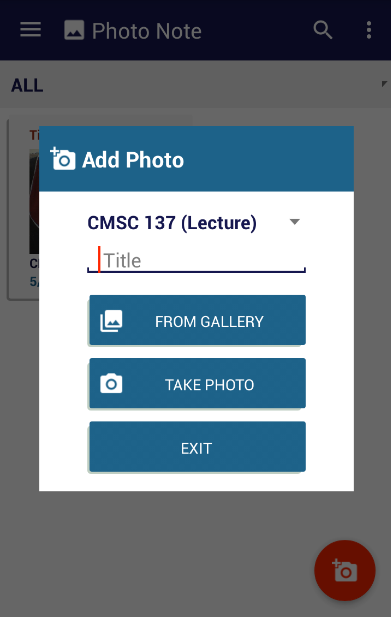 Photo Note
ALL
Add Photo
CMSC 137 (Lecture)
Title
FROM GALLERY
TAKE PHOTO
EXIT